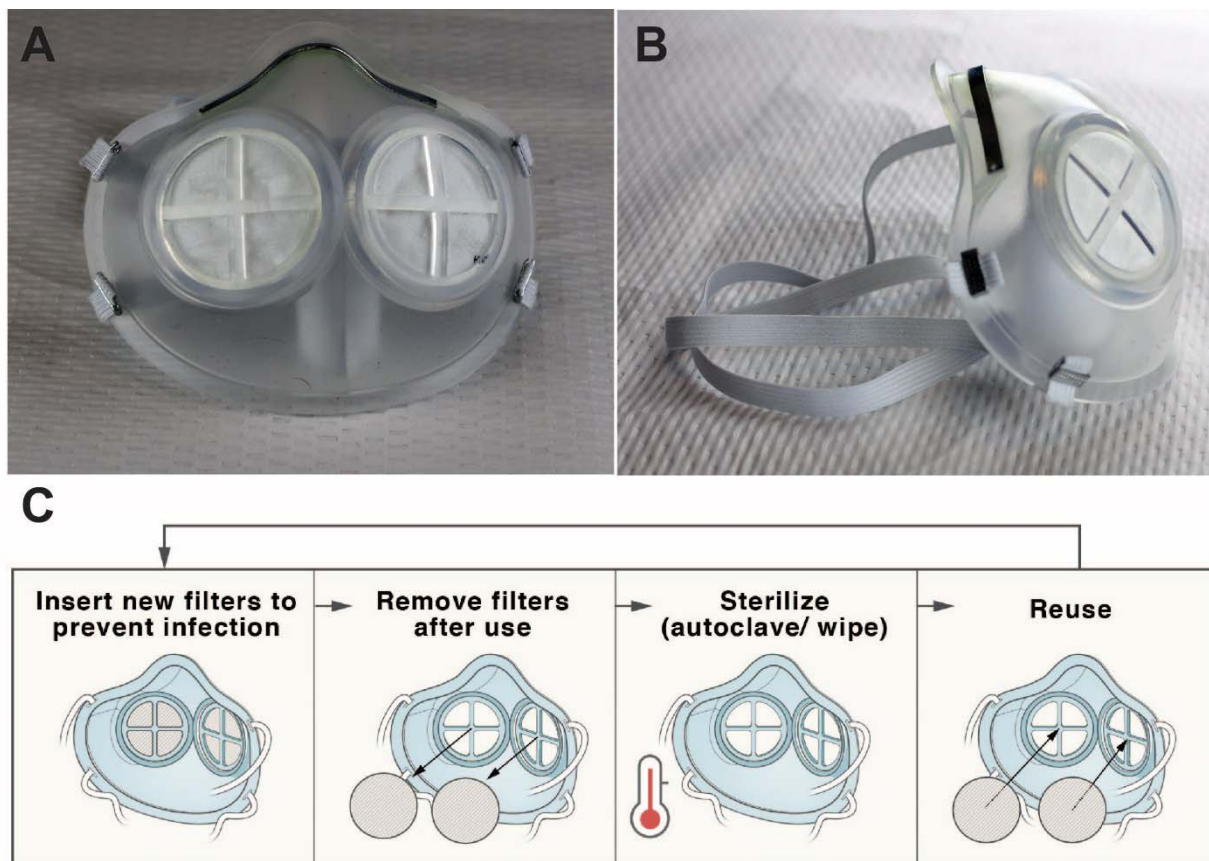 A
B
C
Insert new filters to
prevent infection
Remove filters
after use
Sterilize
(autoclave/ wipe)
Reuse